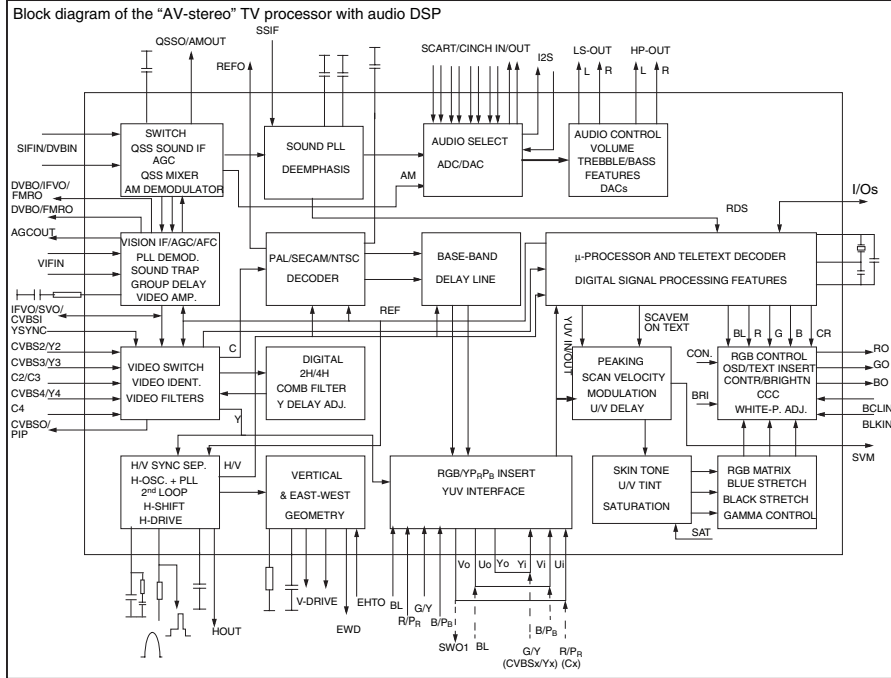 Block diagram of the “AV-stereo” TV processor with audio DSP
QSSO/AMOUT
SSIF
REFO
SCART/CINCH IN/OUT
I2S
LS-OUT
HP-OUT
L
R
L
R
SIFIN/DVBIN
SWITCH
QSS SOUND IF
AGC
QSS MIXER
AM DEMODULATOR
SOUND PLL
DEEMPHASIS
AUDIO SELECT
ADC/DAC
AM
AUDIO CONTROL
VOLUME
TREBBLE/BASS
FEATURES
DACs
I/Os
RDS
DVBO/IFVO/
FMRO
DVBO/FMRO
AGCOUT
VIFIN
VISION IF/AGC/AFC
PLL DEMOD.
SOUND TRAP
GROUP DELAY
VIDEO AMP.
PAL/SECAM/NTSC
DECODER
BASE-BAND
DELAY LINE
μ-PROCESSOR AND TELETEXT DECODER
DIGITAL SIGNAL PROCESSING FEATURES
REF
IFVO/SVO/
CVBSI
YSYNC
CVBS2/Y2
CVBS3/Y3
C2/C3
CVBS4/Y4
C4
CVBSO/
PIP
C
VIDEO SWITCH
VIDEO IDENT.
VIDEO FILTERS
Y
DIGITAL
2H/4H
COMB FILTER
Y DELAY ADJ.
YUV IN/OUT
SCAVEM
ON TEXT
BL
R
G
B
CR
PEAKING
SCAN VELOCITY
MODULATION
U/V DELAY
CON.
BRI
RGB CONTROL
OSD/TEXT INSERT
CONTR/BRIGHTN
CCC
WHITE-P. ADJ.
RO
GO
BO
BCLIN
BLKIN
SVM
H/V SYNC SEP.
H-OSC. + PLL
2nd LOOP
H-SHIFT
H-DRIVE
H/V
VERTICAL
& EAST-WEST
GEOMETRY
RGB/YPRPB INSERT
YUV INTERFACE
SKIN TONE
U/V TINT
SATURATION
SAT
RGB MATRIX
BLUE STRETCH
BLACK STRETCH
GAMMA CONTROL
Vo
Uo
Yo
Yi
Vi
Ui
HOUT
V-DRIVE
EWD
EHTO
BL
R/PR
G/Y
B/PB
SWO1
BL
G/Y
(CVBSx/Yx)
B/PB
R/PR
(Cx)